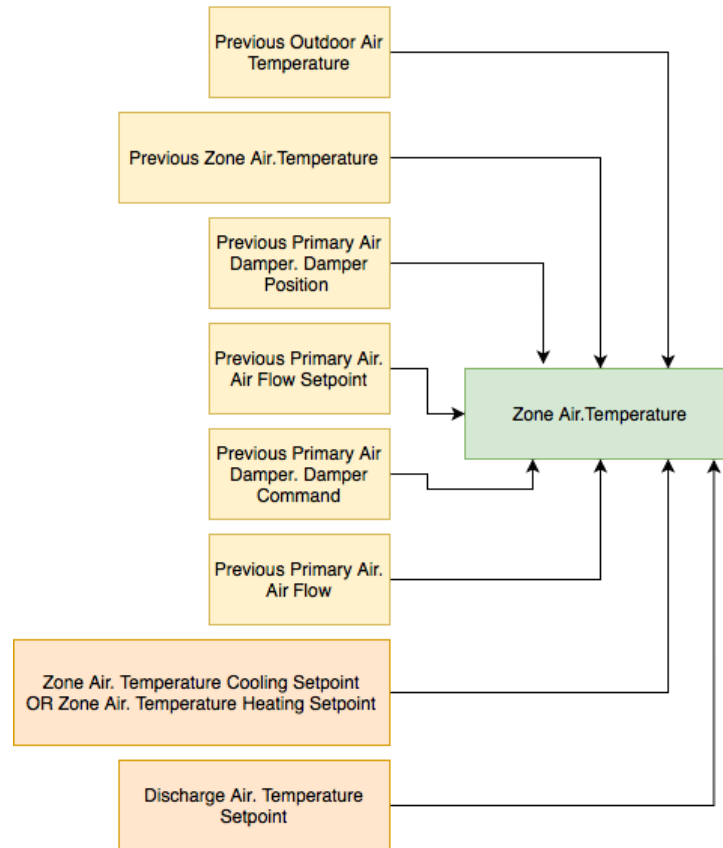 Previous Outdoor Air
Temperature
Previous Zone Air.Temperature
Previous Primary Air
Damper. Damper
Position
Previous Primary Air.
Air Flow Setpoint
Zone Air.Temperature
Previous Primary Air
Damper. Damper
Command
Previous Primary Air.
Air Flow
Zone Air. Temperature Cooling Setpoint
OR Zone Air. Temperature Heating Setpoint
Discharge Air. Temperature
Setpoint